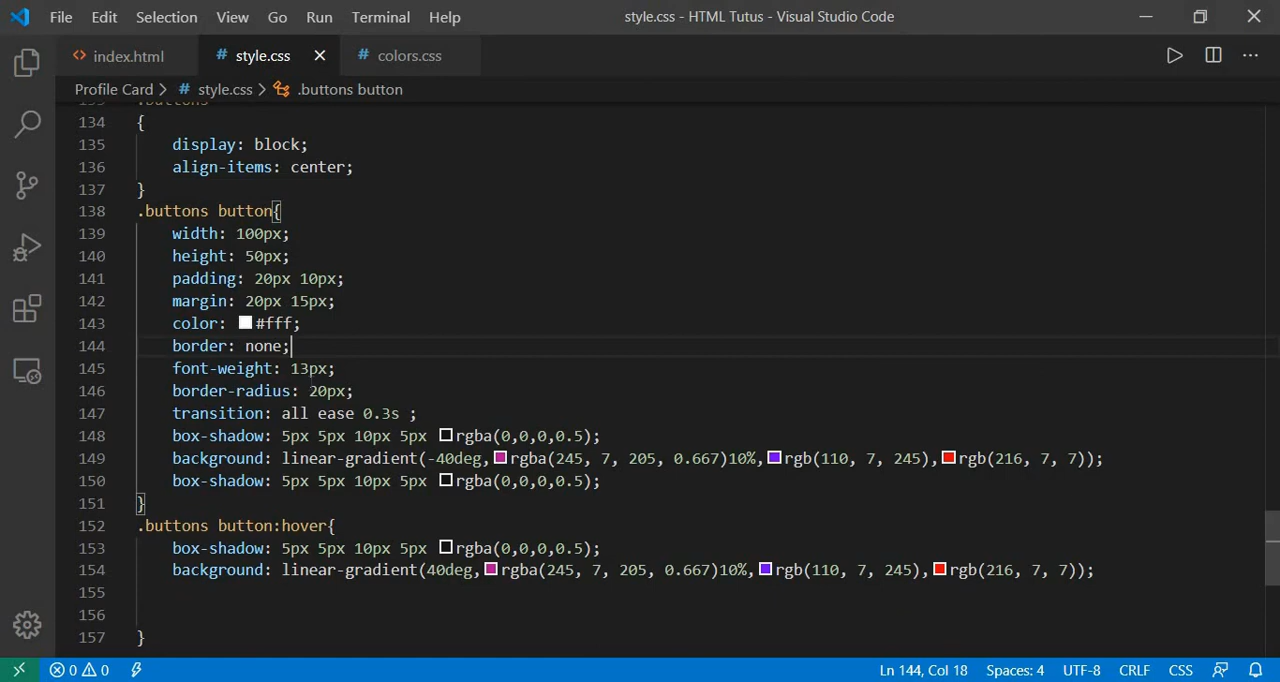 File Edit Selection View Go Run Terminal Help style.css - HTML Tutus - Visual Studio Code
<> index.html # style.css # colors.css
Profile Card > # style.css > .buttons button
133 .buttons
134 {
135 display: block;
136 align-items: center;
137 }
138 .buttons button{
139 width: 100px;
140 height: 50px;
141 padding: 20px 10px;
142 margin: 20px 15px;
143 color: #fff;
144 border: none;
145 font-weight: 13px;
146 border-radius: 20px;
147 transition: all ease 0.3s ;
148 box-shadow: 5px 5px 10px 5px rgba(0,0,0,0.5);
149 background: linear-gradient(-40deg,rgba(245, 7, 205, 0.667)10%,rgb(110, 7, 245),rgb(216, 7, 7));
150 box-shadow: 5px 5px 10px 5px rgba(0,0,0,0.5);
151 }
152 .buttons button:hover{
153 box-shadow: 5px 5px 10px 5px rgba(0,0,0,0.5);
154 background: linear-gradient(40deg,rgba(245, 7, 205, 0.667)10%,rgb(110, 7, 245),rgb(216, 7, 7));
155
156
157 }
0 0 Ln 144, Col 18 Spaces: 4 UTF-8 CRLF CSS